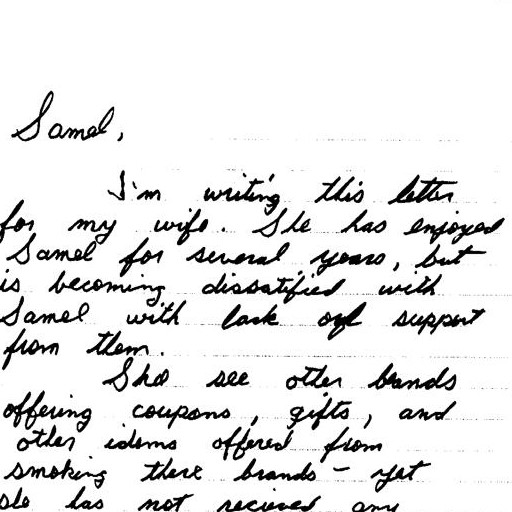 Samel,
I'm writing this letter
for my wife. She has enjoyed
Samel for several years, but
is becoming dissatified with
Samel with lack of support
from them.
She see other brands
offering coupons, gifts, and
other idems offered from
smoking there brands - yet
she has not recieved any